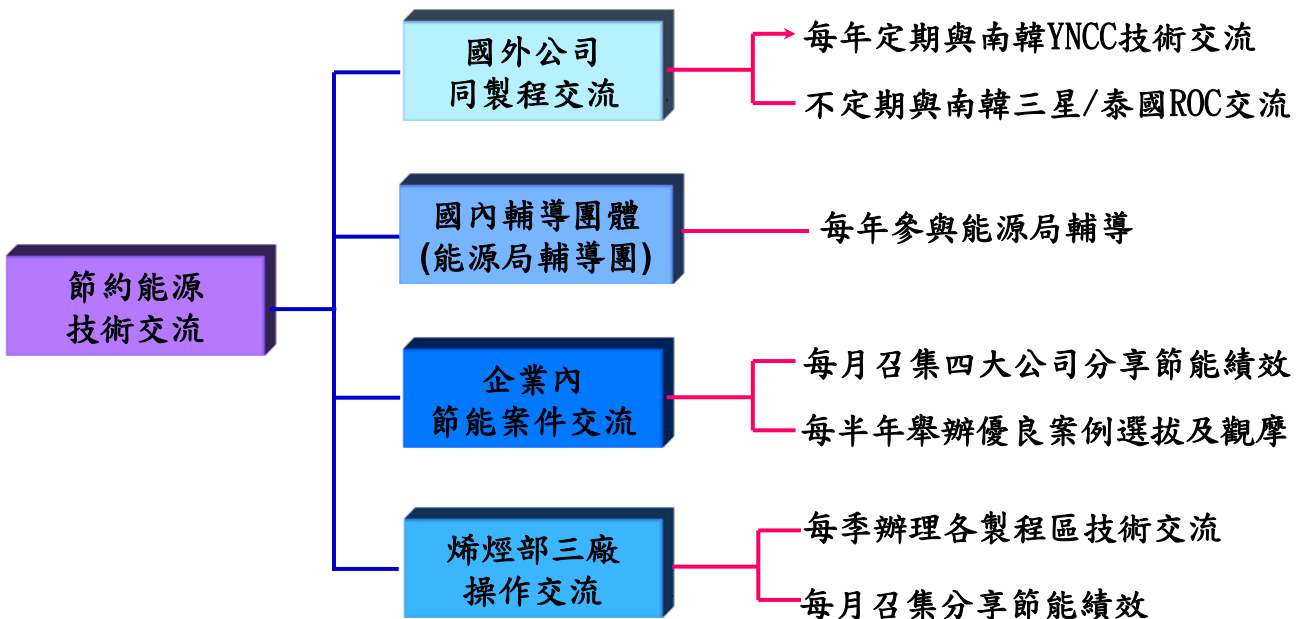 節約能源
技術交流
國外公司
同製程交流
每年定期與南韓YNCC技術交流
不定期與南韓三星/泰國ROC交流
國內輔導團體
(能源局輔導團)
每年參與能源局輔導
企業內
節能案件交流
每月召集四大公司分享節能績效
每半年舉辦優良案例選拔及觀摩
烯烴部三廠
操作交流
每季辦理各製程區技術交流
每月召集分享節能績效